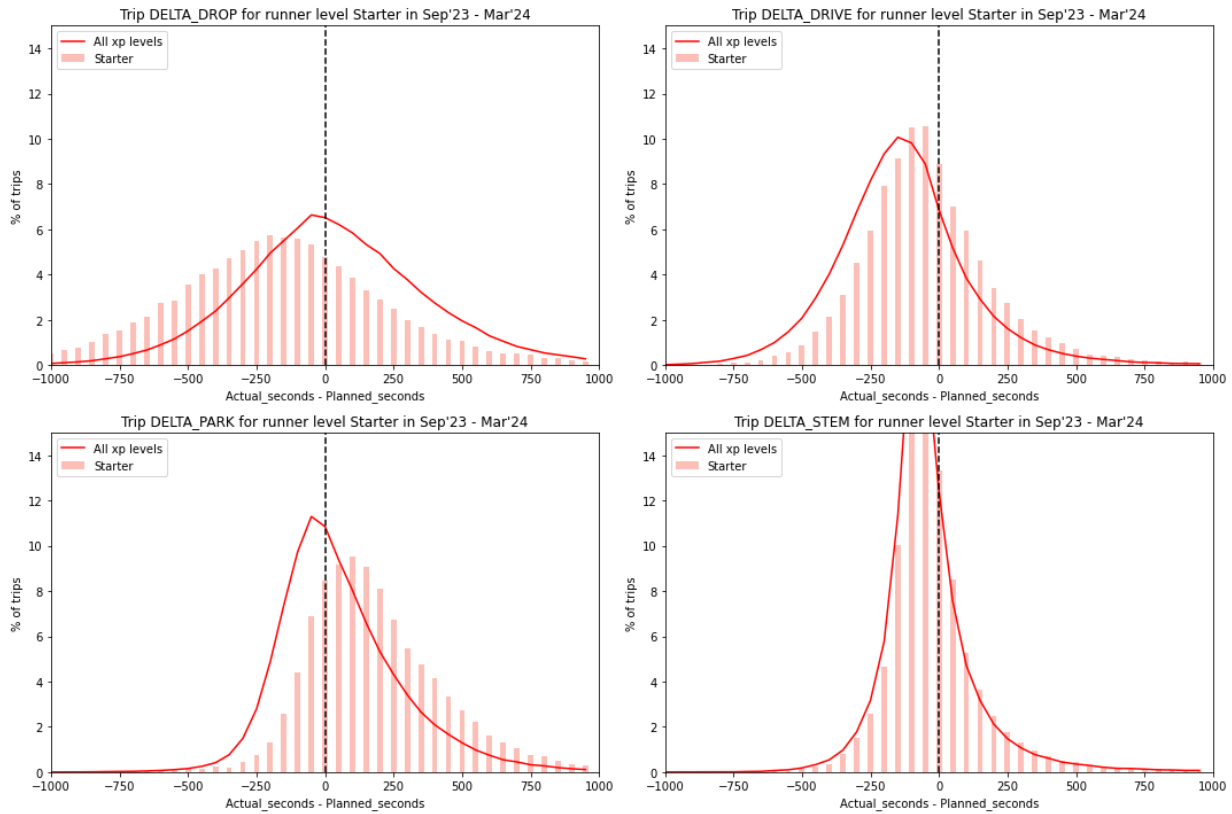 Trip DELTA_DROP for runner level Starter in Sep'23 - Mar'24
All xp levels
Starter
% of trips
14
12
10
8
6
4
2
0
−1000 −750 −500 −250 0 250 500 750 1000
Actual_seconds - Planned_seconds
Trip DELTA_DRIVE for runner level Starter in Sep'23 - Mar'24
All xp levels
Starter
% of trips
14
12
10
8
6
4
2
0
−1000 −750 −500 −250 0 250 500 750 1000
Actual_seconds - Planned_seconds
Trip DELTA_PARK for runner level Starter in Sep'23 - Mar'24
All xp levels
Starter
% of trips
14
12
10
8
6
4
2
0
−1000 −750 −500 −250 0 250 500 750 1000
Actual_seconds - Planned_seconds
Trip DELTA_STEM for runner level Starter in Sep'23 - Mar'24
All xp levels
Starter
% of trips
14
12
10
8
6
4
2
0
−1000 −750 −500 −250 0 250 500 750 1000
Actual_seconds - Planned_seconds